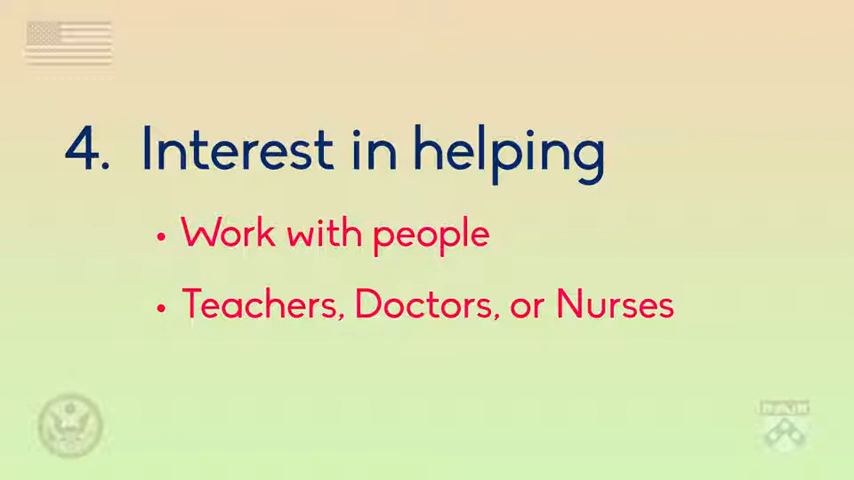 4. Interest in helping
• Work with people
• Teachers, Doctors, or Nurses